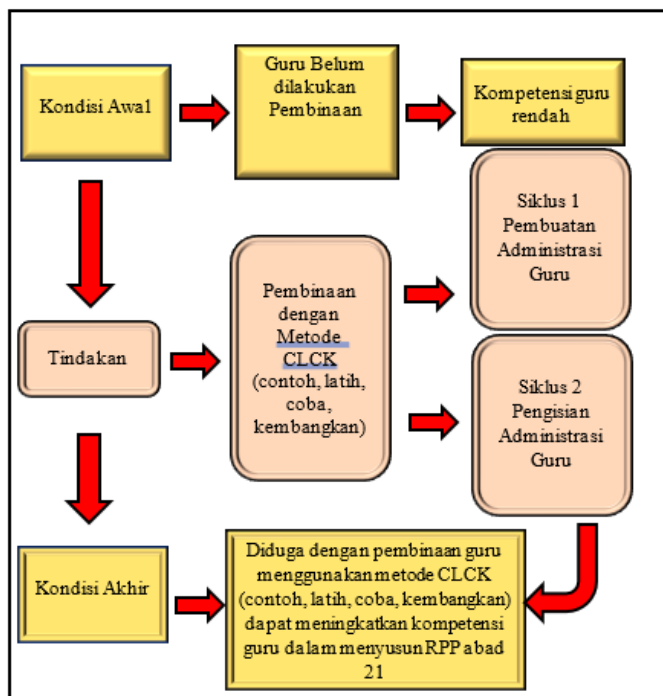 Kondisi Awal
Guru Belum
dilakukan
Pembinaan
Kompetensi guru
rendah
Tindakan
Pembinaan
dengan
Metode
CLCK
(contoh, latih,
coba,
kembangkan)
Siklus 1
Pembuatan
Administrasi
Guru
Siklus 2
Pengisian
Administrasi
Guru
Kondisi Akhir
Diduga dengan pembinaan guru
menggunakan metode CLCK
(contoh, latih, coba, kembangkan)
dapat meningkatkan kompetensi
guru dalam menyusun RPP abad
21